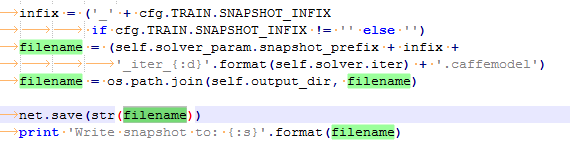 infix = ('_' + cfg.TRAIN.SNAPSHOT_INFIX
if cfg.TRAIN.SNAPSHOT_INFIX != '' else '')
filename = (self.solver_param.snapshot_prefix + infix +
'_iter_{:d}'.format(self.solver.iter) + '.caffemodel')
filename = os.path.join(self.output_dir, filename)
net.save(str(filename))
print 'Write snapshot to: {:s}'.format(filename)